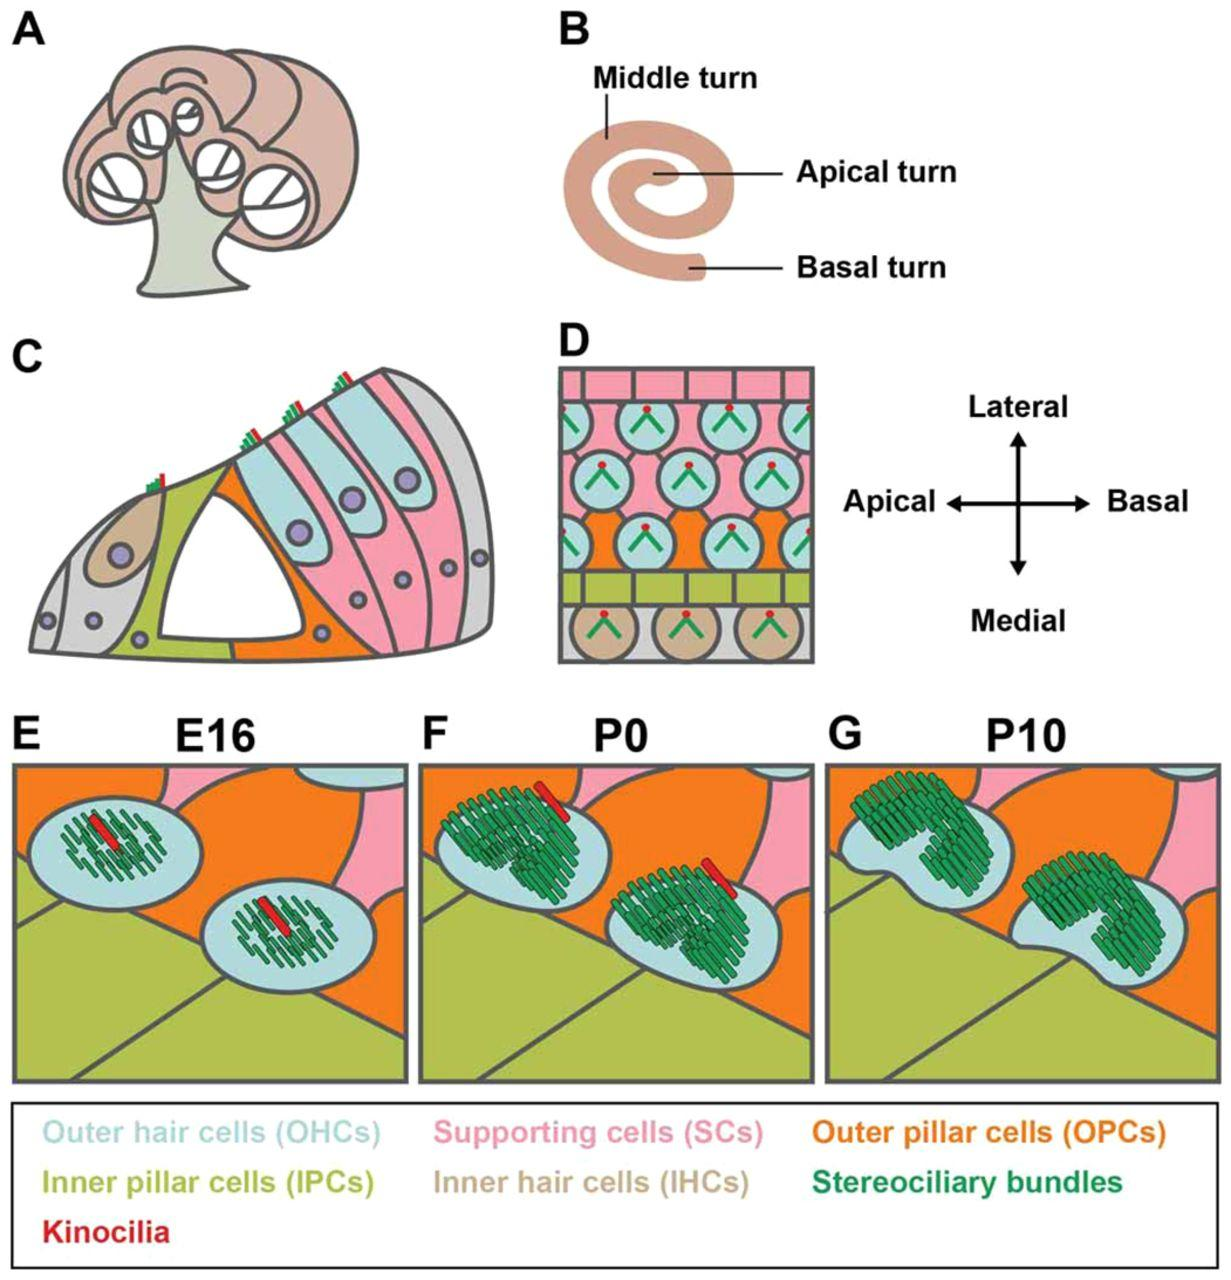 A
B
Middle turn
Apical turn
Basal turn
C
D
Lateral
Apical
Basal
Medial
E
E16
F
P0
G
P10
Outer hair cells (OHCs)
Supporting cells (SCs)
Outer pillar cells (OPCs)
Inner pillar cells (IPCs)
Inner hair cells (IHCs)
Stereociliary bundles
Kinocilia